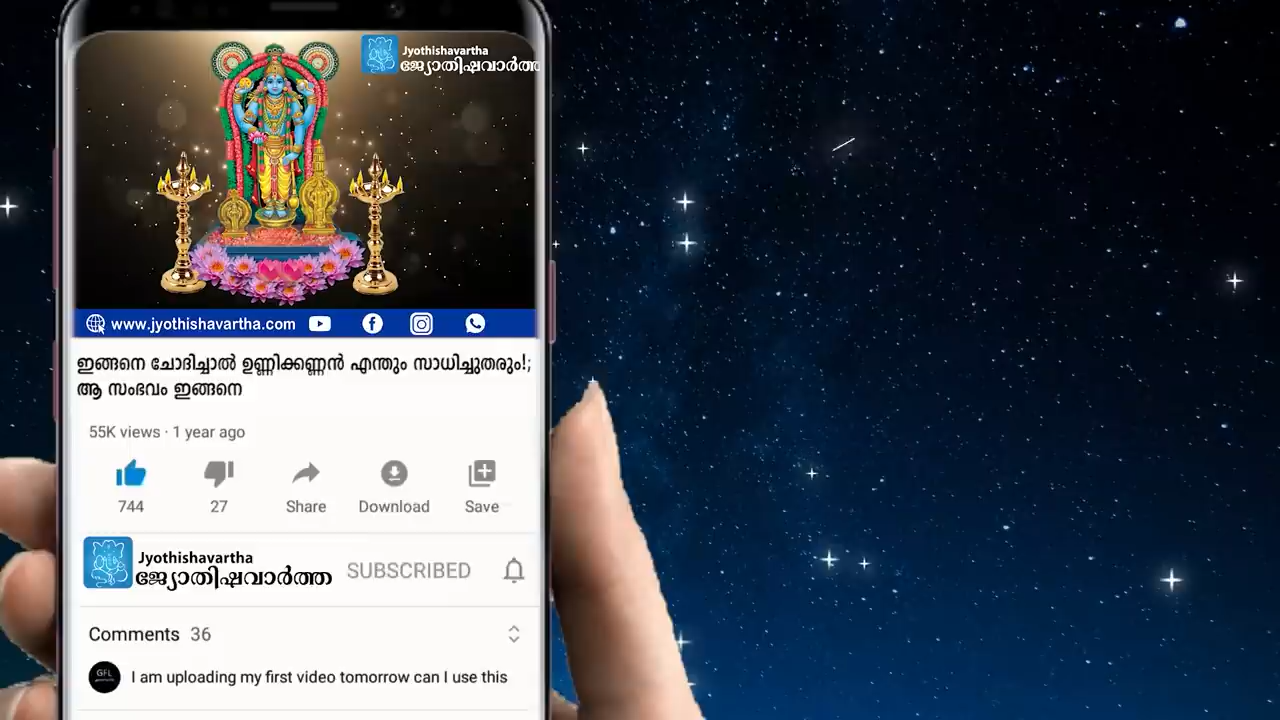 Jyothishavartha
ജ്യോതിഷവാർത്ത
www.jyothishavartha.com
ഇങ്ങനെ ചോദിച്ചാൽ ഉണ്ണിക്കണ്ണൻ എന്തും സാധിച്ചുതരും!;
ആ സംഭവം ഇങ്ങനെ
55K views · 1 year ago
744 27 Share Download Save
Jyothishavartha
ജ്യോതിഷവാർത്ത
SUBSCRIBED
Comments 36
GFL
I am uploading my first video tomorrow can I use this